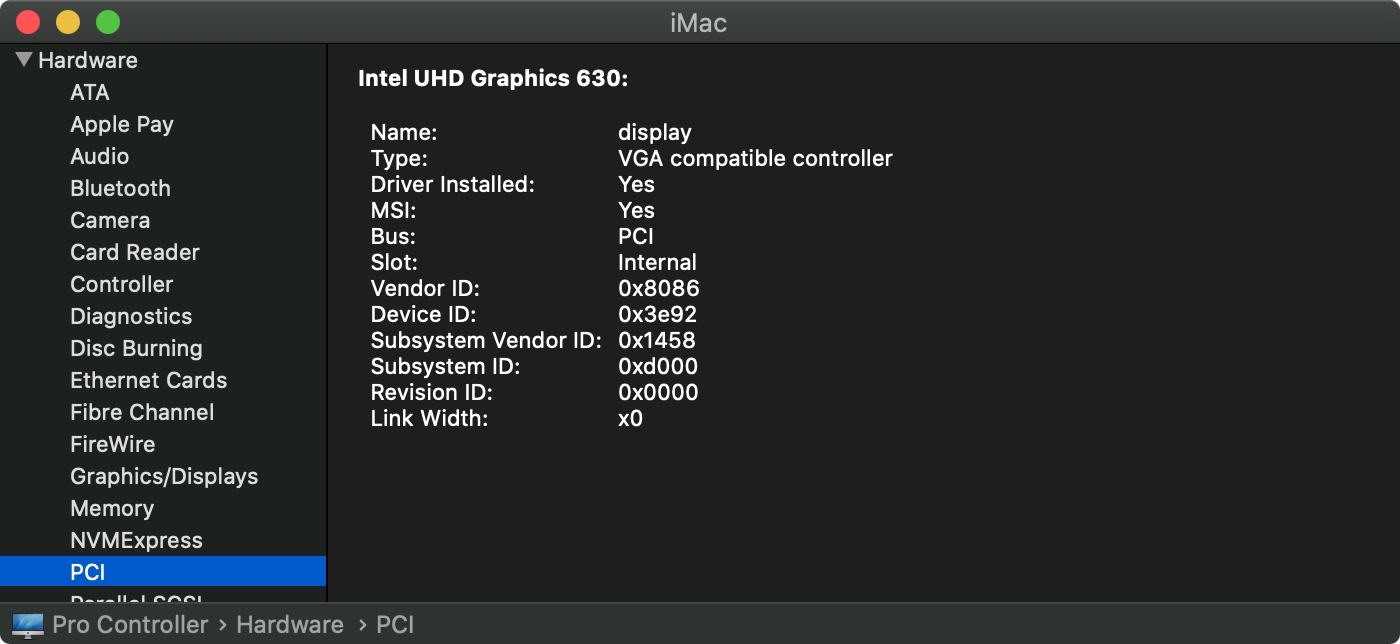 iMac
Hardware
ATA
Apple Pay
Audio
Bluetooth
Camera
Card Reader
Controller
Diagnostics
Disc Burning
Ethernet Cards
Fibre Channel
FireWire
Graphics/Displays
Memory
NVMExpress
PCI
Parallel SCSI
Intel UHD Graphics 630:
Name: display
Type: VGA compatible controller
Driver Installed: Yes
MSI: Yes
Bus: PCI
Slot: Internal
Vendor ID: 0x8086
Device ID: 0x3e92
Subsystem Vendor ID: 0x1458
Subsystem ID: 0xd000
Revision ID: 0x0000
Link Width: x0
Pro Controller › Hardware › PCI